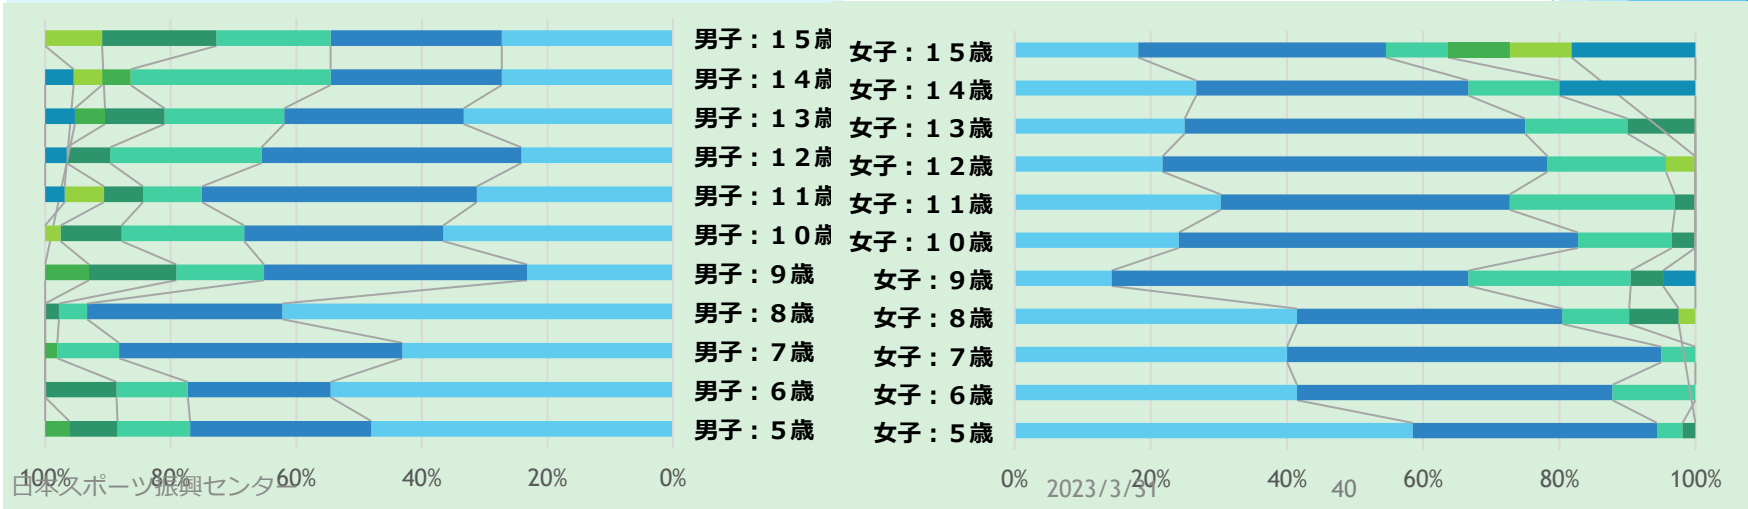 男子：１５歳
男子：１４歳
男子：１３歳
男子：１２歳
男子：１１歳
男子：１０歳
男子：９歳
男子：８歳
男子：７歳
男子：６歳
男子：５歳
100% 80% 60% 40% 20% 0%
日本スポーツ振興センター
女子：１５歳
女子：１４歳
女子：１３歳
女子：１２歳
女子：１１歳
女子：１０歳
女子：９歳
女子：８歳
女子：７歳
女子：６歳
女子：５歳
0% 20% 40% 60% 80% 100%
2023/3/31 40